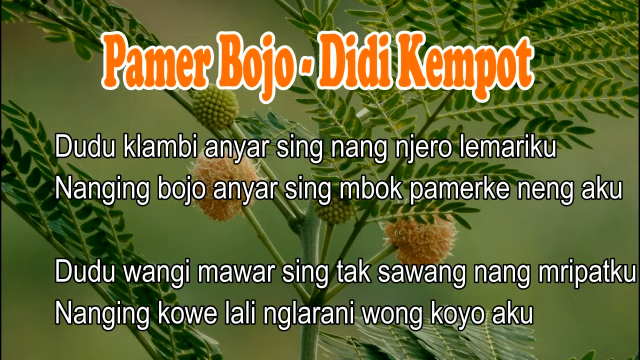 Pamer Bojo - Didi Kempot
Dudu klambi anyar sing nang njero lemariku
Nanging bojo anyar sing mbok pamerke neng aku
Dudu wangi mawar sing tak sawang nang mripatku
Nanging kowe lali nglarani wong koyo aku